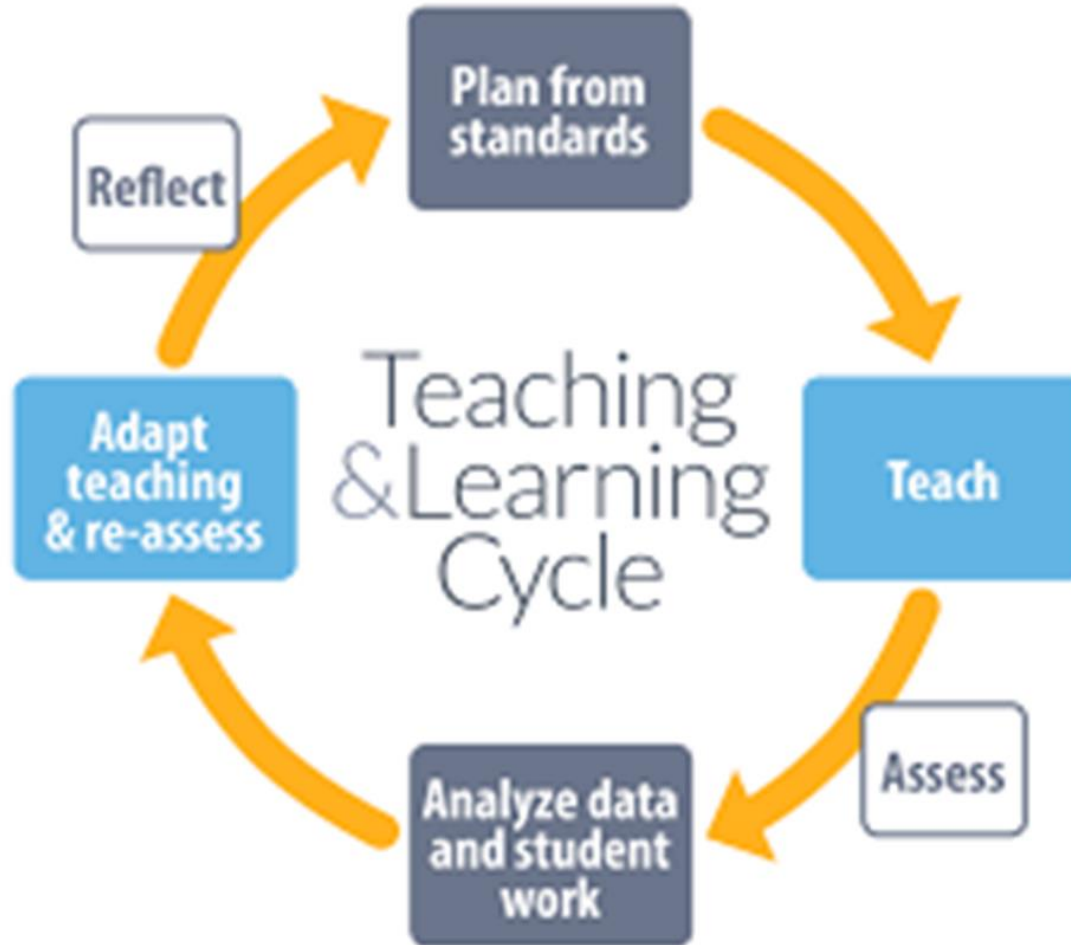 Plan from
standards
Reflect
Teaching
&Learning
Cycle
Adapt
teaching
& re-assess
Teach
Assess
Analyze data
and student
work